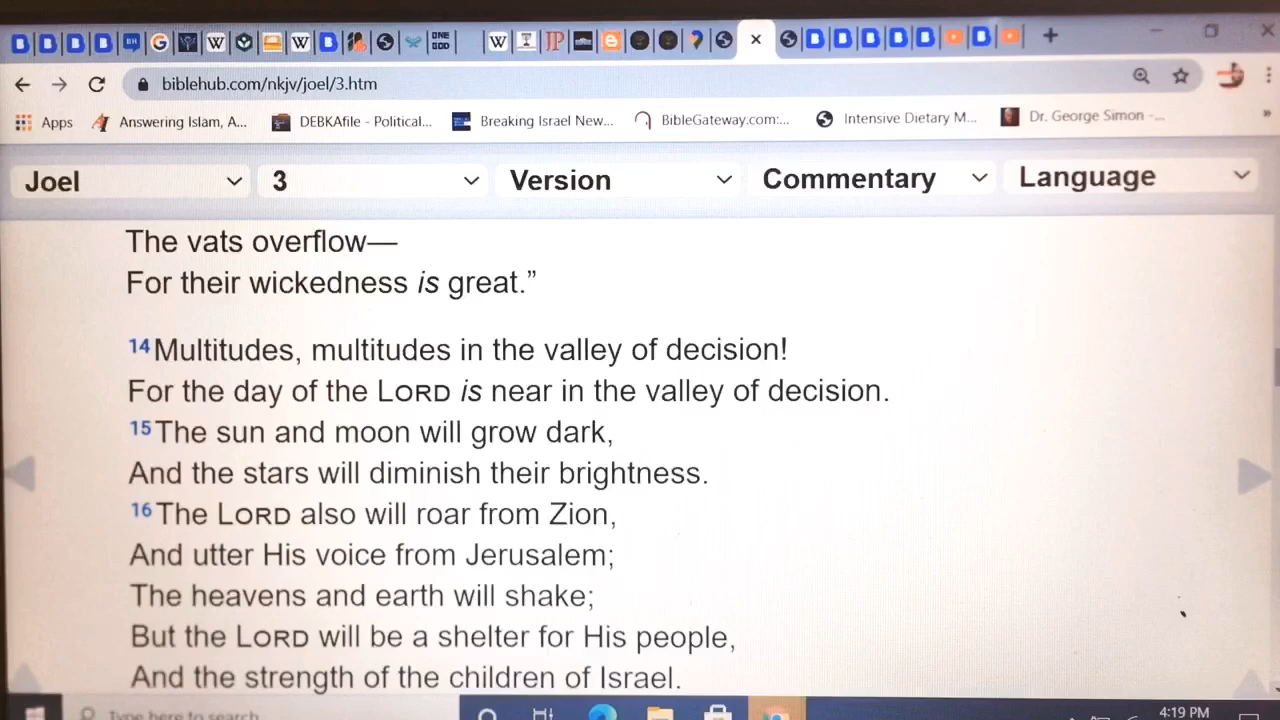 ONE
GOD
biblehub.com/nkjv/joel/3.htm
Apps Answering Islam, A... DEBKAfile - Political... Breaking Israel New... BibleGateway.com:... Intensive Dietary M... Dr. George Simon -...
Joel 3 Version Commentary Language
The vats overflow—
For their wickedness is great.”
14 Multitudes, multitudes in the valley of decision!
For the day of the LORD is near in the valley of decision.
15 The sun and moon will grow dark,
And the stars will diminish their brightness.
16 The LORD also will roar from Zion,
And utter His voice from Jerusalem;
The heavens and earth will shake;
But the LORD will be a shelter for His people,
And the strength of the children of Israel.
Type here to search
4:19 PM